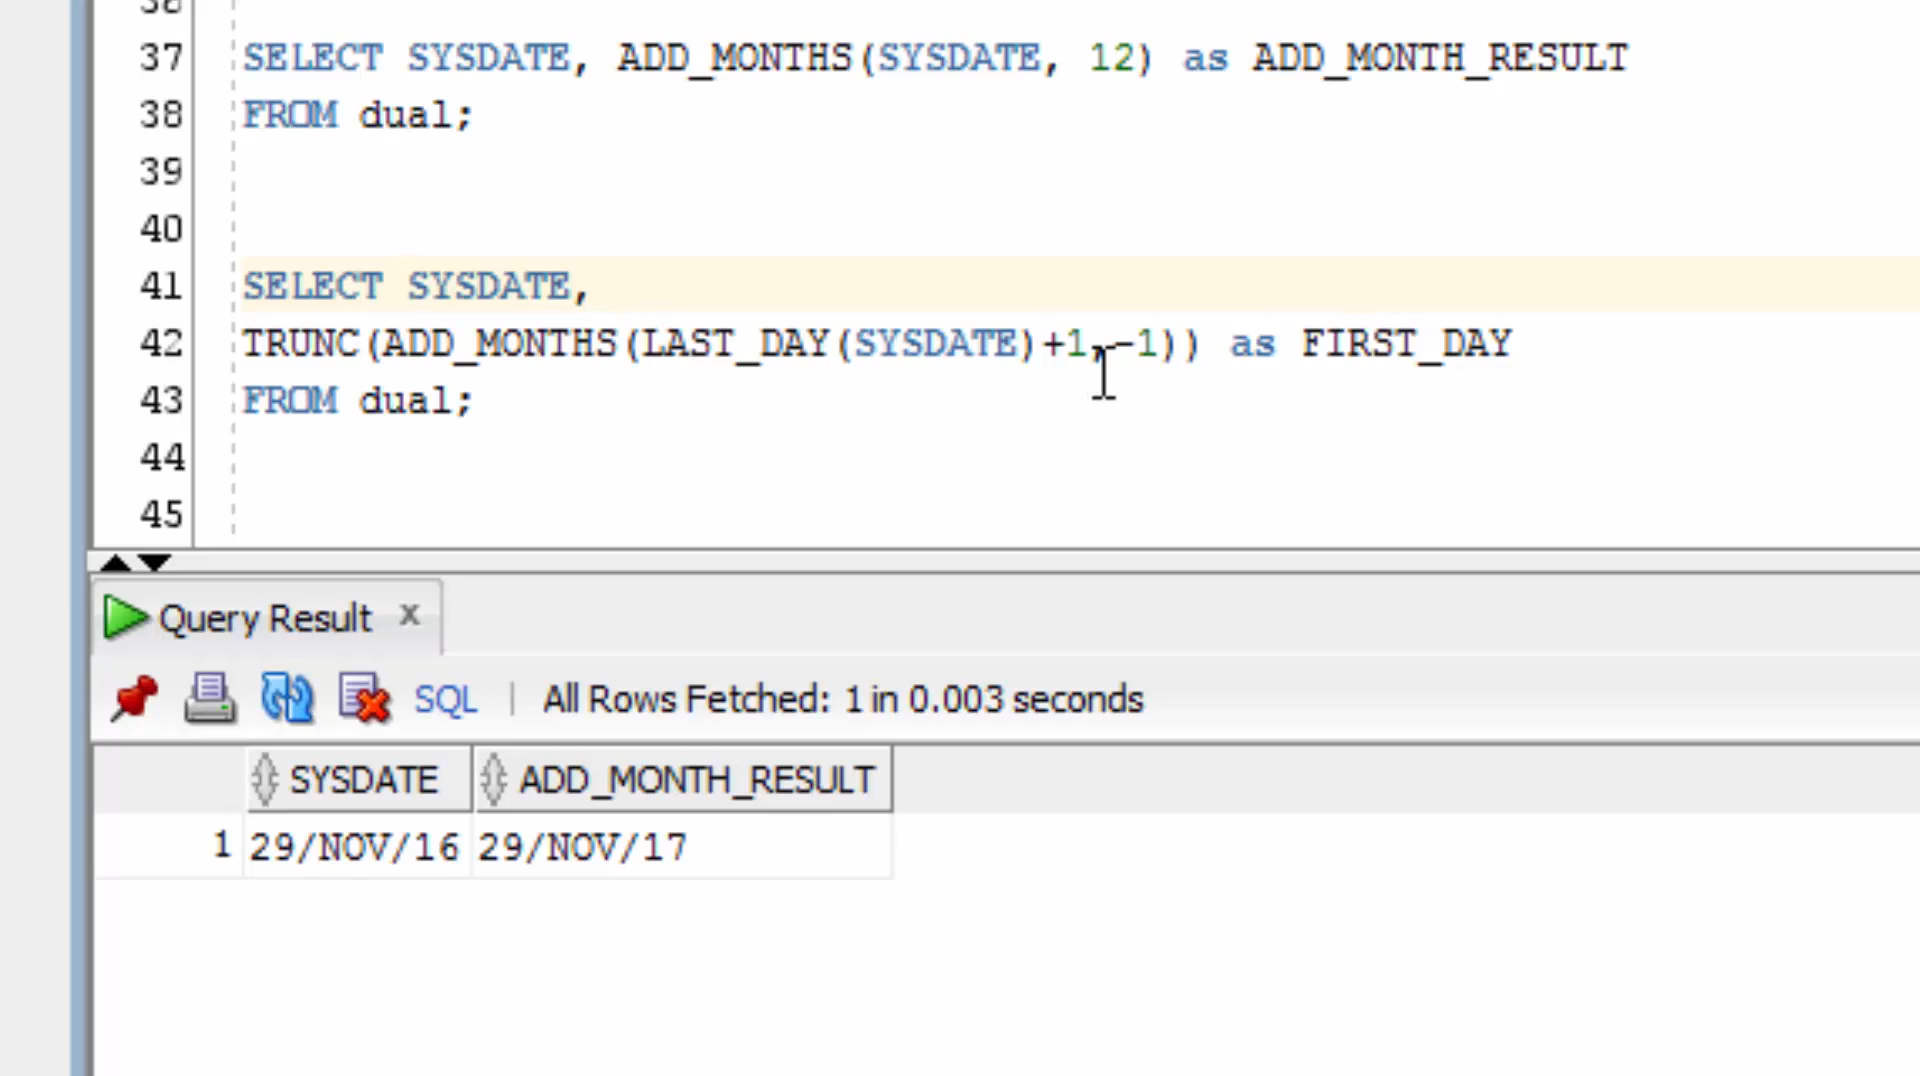 36
37 SELECT SYSDATE, ADD_MONTHS(SYSDATE, 12) as ADD_MONTH_RESULT
38 FROM dual;
39
40
41 SELECT SYSDATE,
42 TRUNC(ADD_MONTHS(LAST_DAY(SYSDATE)+1,-1)) as FIRST_DAY
43 FROM dual;
44
45
Query Result x
SQL | All Rows Fetched: 1 in 0.003 seconds
SYSDATE ADD_MONTH_RESULT
1 29/NOV/16 29/NOV/17